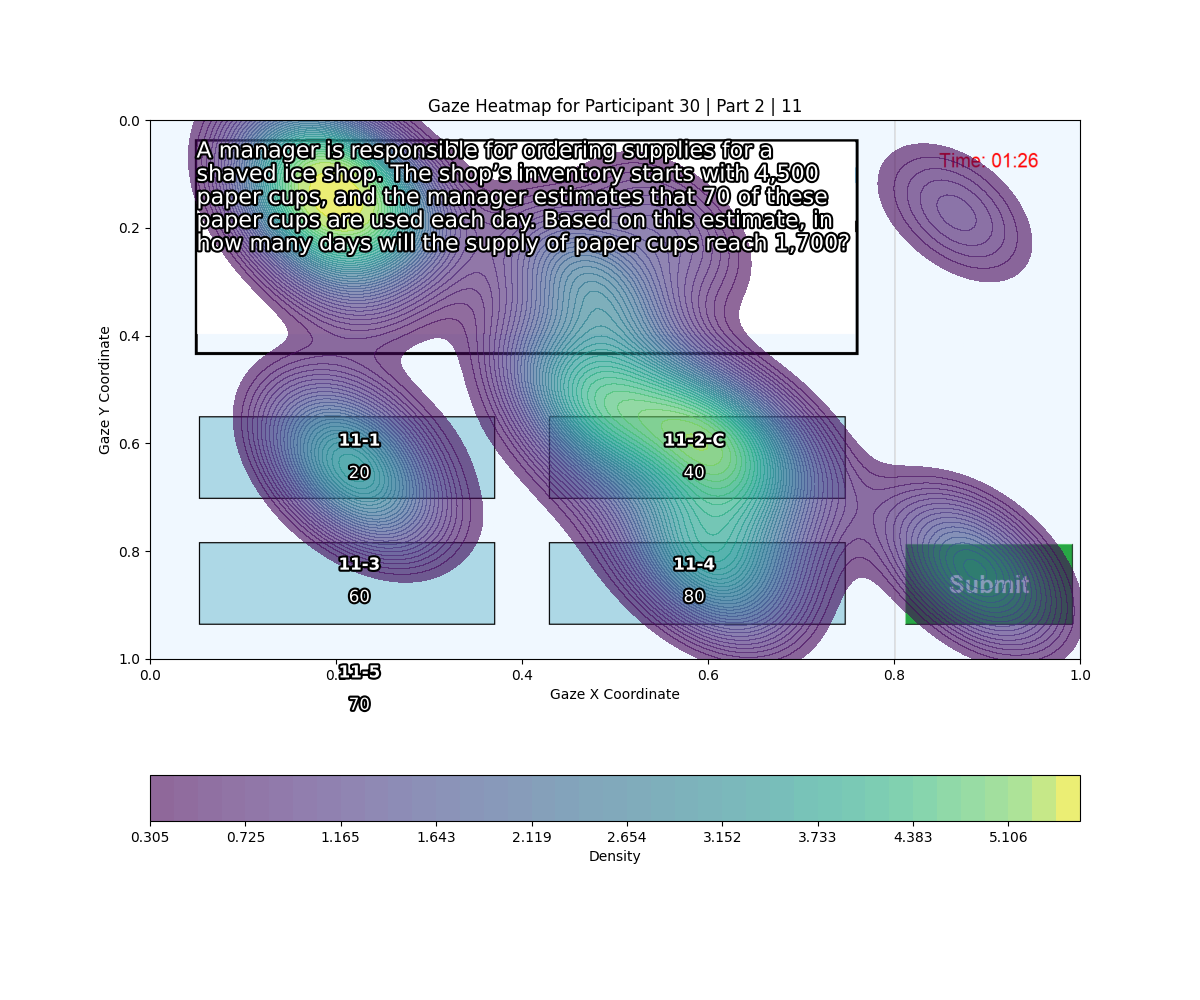 Gaze Heatmap for Participant 30 | Part 2 | 11
0.0
0.2
0.4
0.6
0.8
1.0
Gaze Y Coordinate
A manager is responsible for ordering supplies for a
shaved ice shop. The shop’s inventory starts with 4,500
paper cups, and the manager estimates that 70 of these
paper cups are used each day. Based on this estimate, in
how many days will the supply of paper cups reach 1,700?
Time: 01:26
11-1
20
11-2-C
40
11-3
60
11-4
80
Submit
11-5
70
0.0
0.4
0.6
0.8
1.0
Gaze X Coordinate
0.305
0.725
1.165
1.643
2.119
2.654
3.152
3.733
4.383
5.106
Density